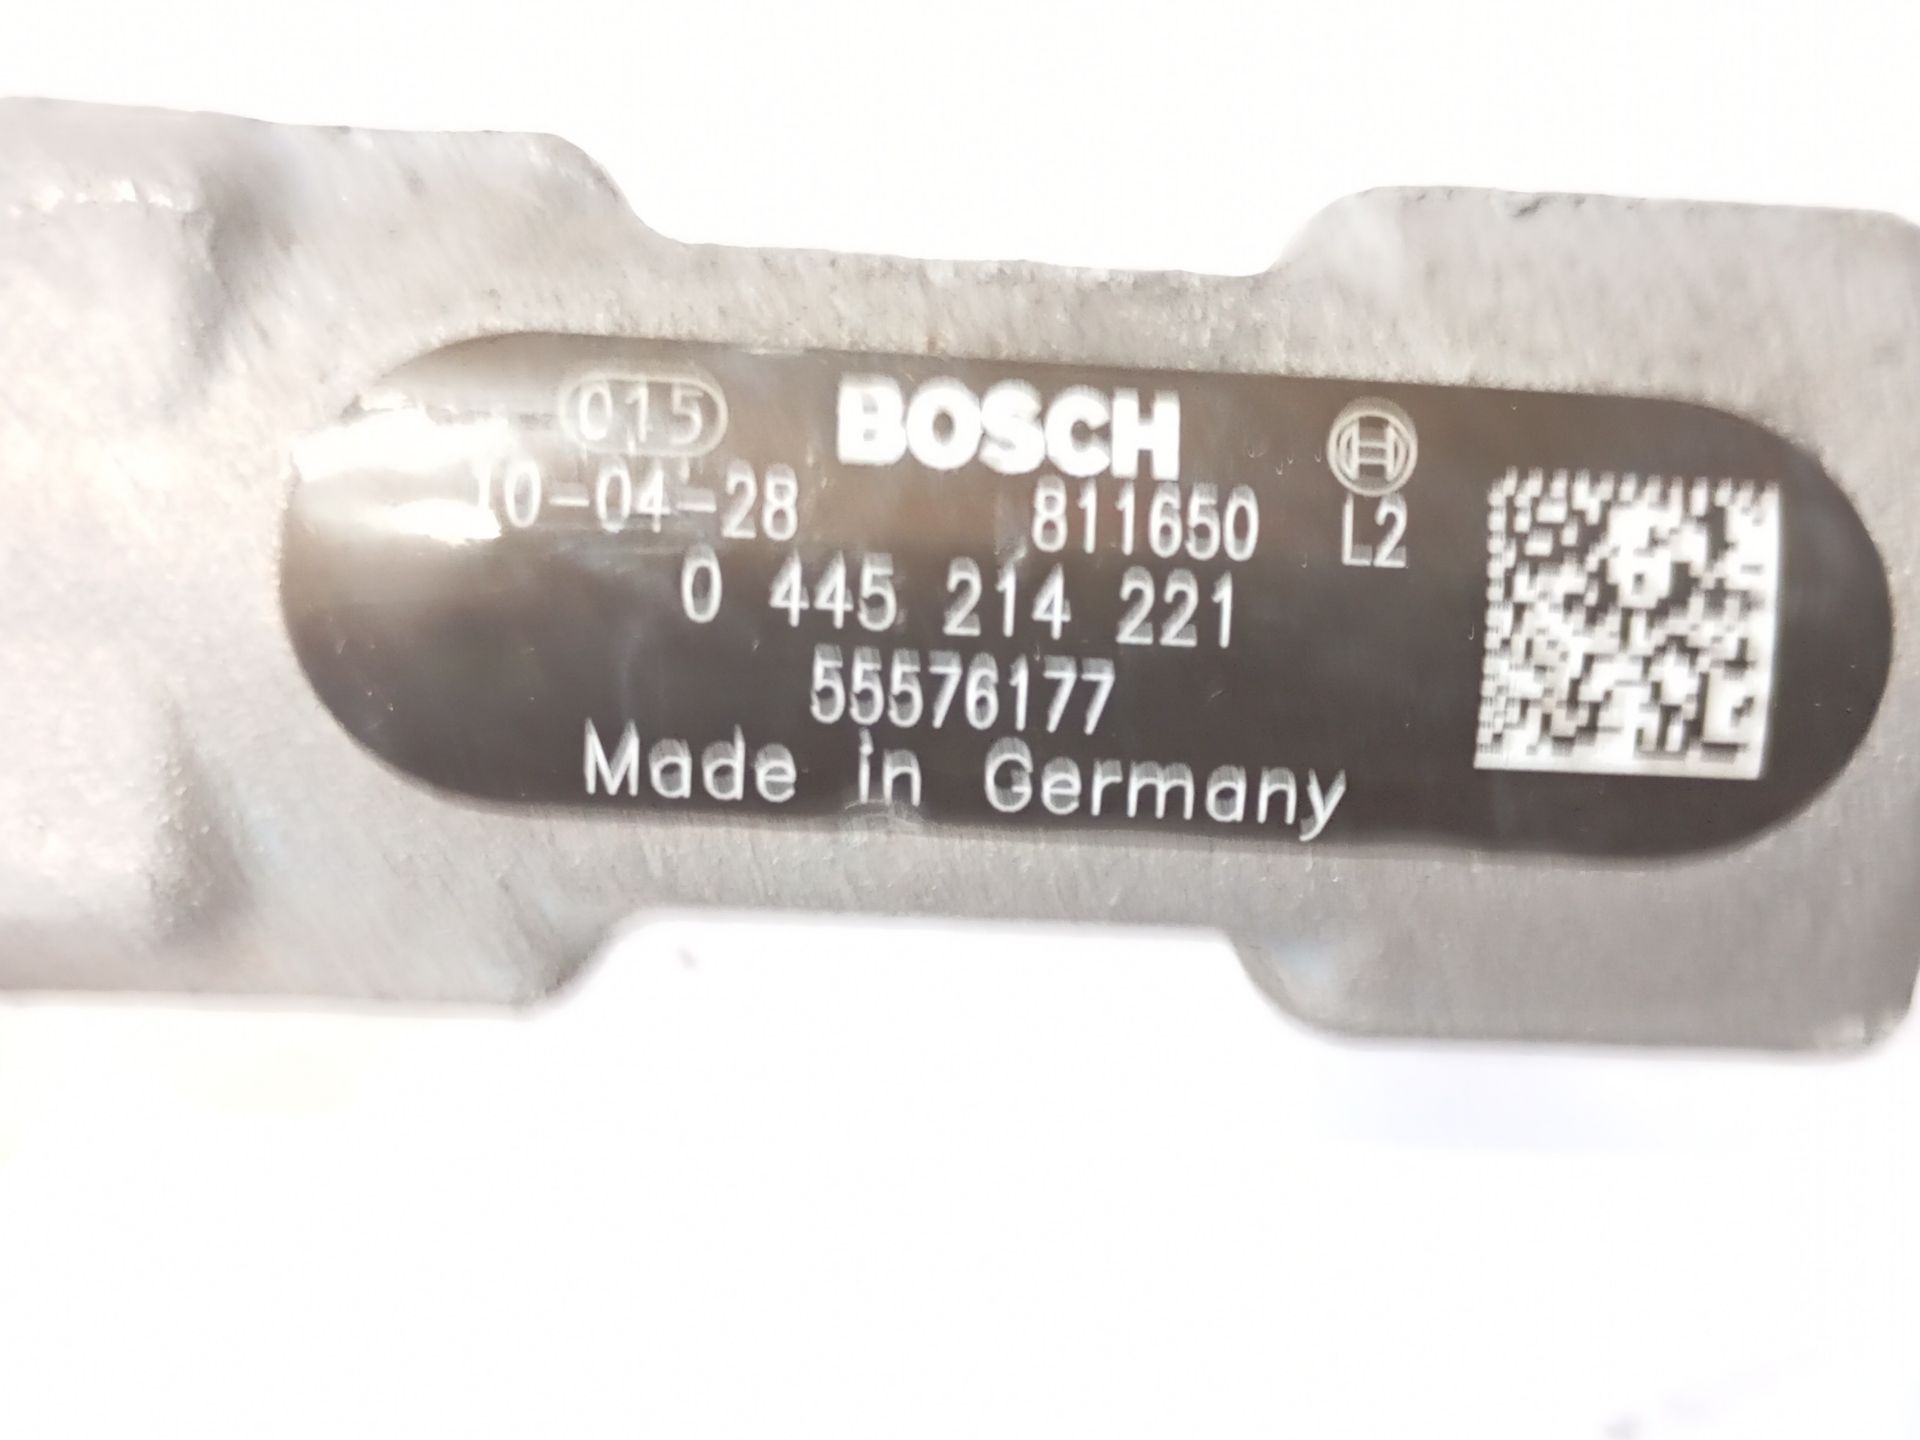 015 BOSCH
10-04-28 811650 L2
0 445 214 221
55576177
Made in Germany